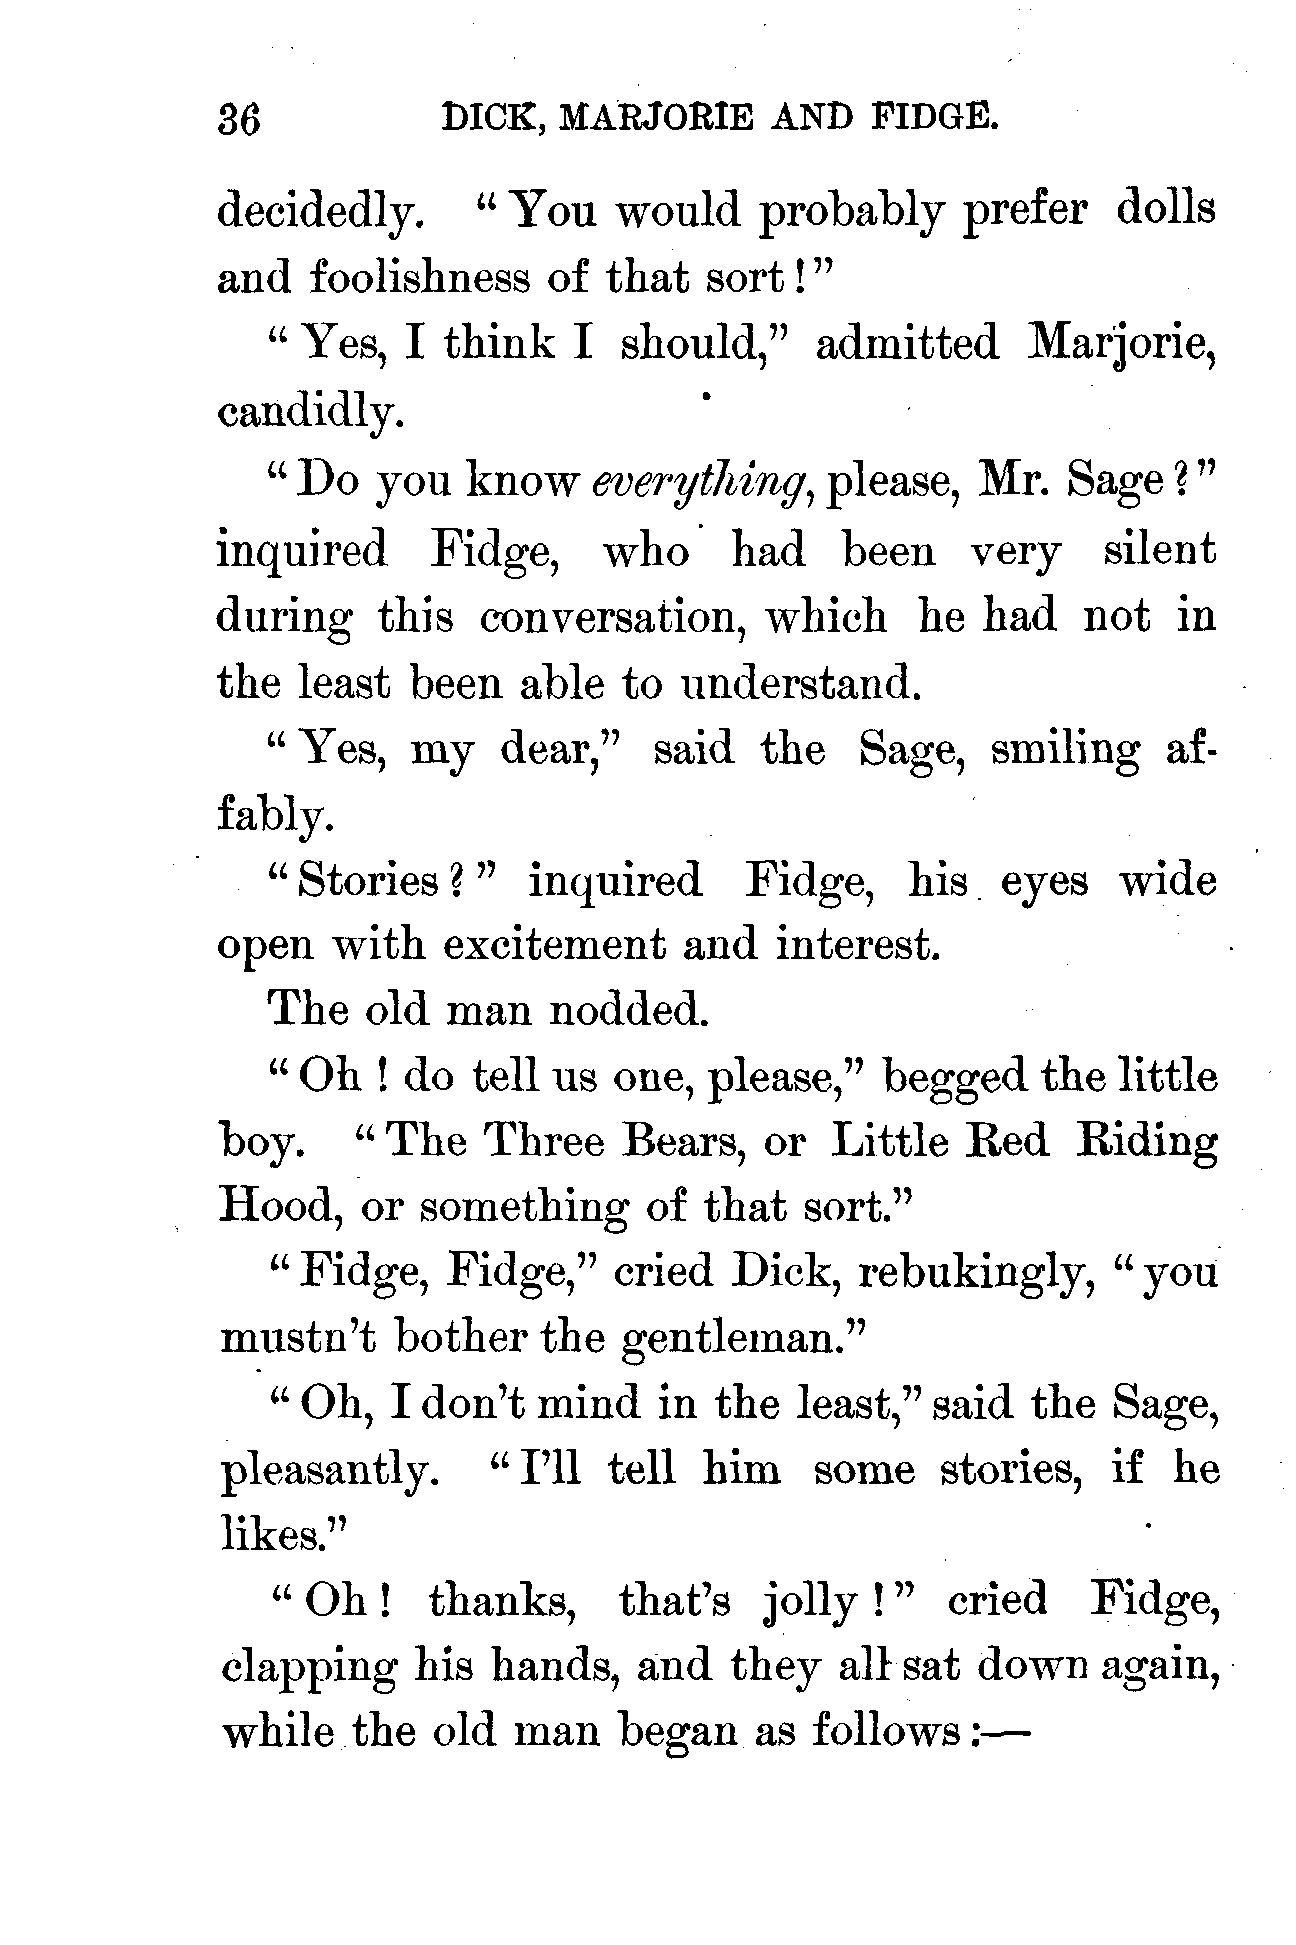 36 DICK, MARJORIE AND FIDGE.
decidedly. "You would probably prefer dolls
and foolishness of that sort!"
"Yes, I think I should," admitted Marjorie,
candidly.
"Do you know everything, please, Mr. Sage?"
inquired Fidge, who had been very silent
during this conversation, which he had not in
the least been able to understand.
"Yes, my dear," said the Sage, smiling af-
fably.
"Stories?" inquired Fidge, his eyes wide
open with excitement and interest.
The old man nodded.
"Oh! do tell us one, please," begged the little
boy. "The Three Bears, or Little Red Riding
Hood, or something of that sort."
"Fidge, Fidge," cried Dick, rebukingly, "you
mustn't bother the gentleman."
"Oh, I don't mind in the least," said the Sage,
pleasantly. "I'll tell him some stories, if he
likes."
"Oh! thanks, that's jolly!" cried Fidge,
clapping his hands, and they all sat down again,
while the old man began as follows:—